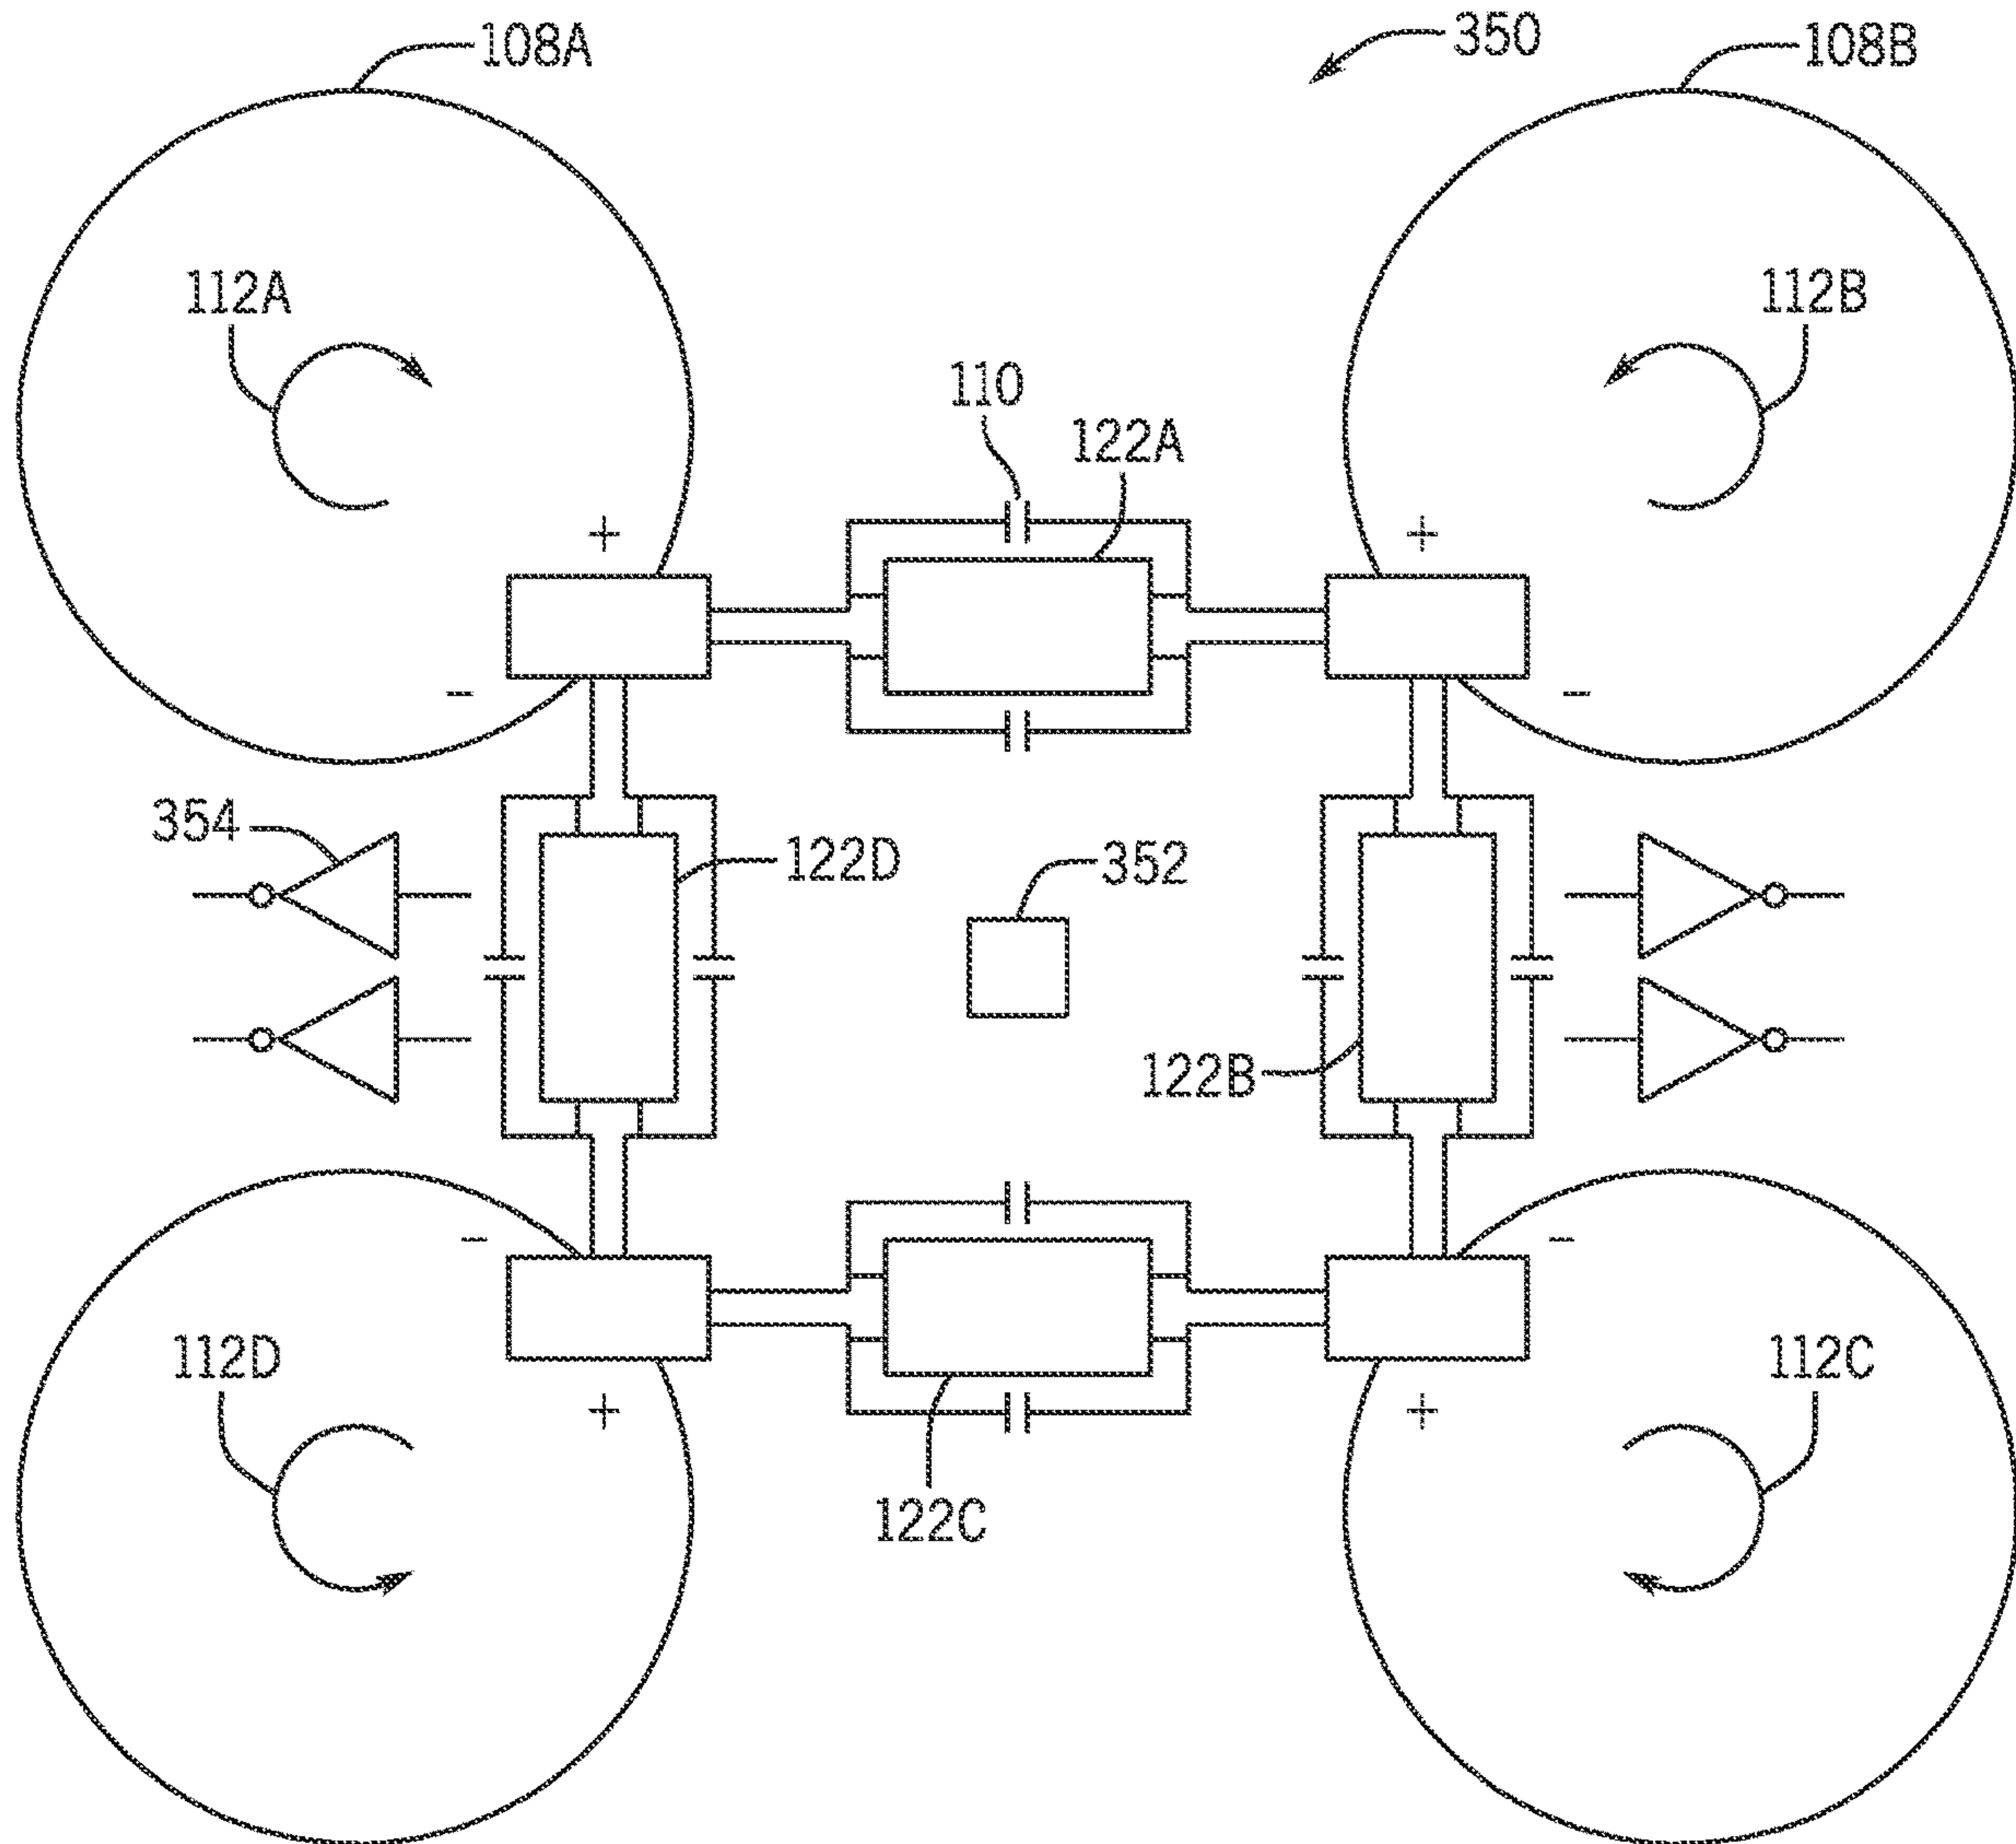 108A
350
108B
112A
112B
110
122A
+
+
-
-
354
122D
352
122B
-
-
112D
112C
+
+
122C